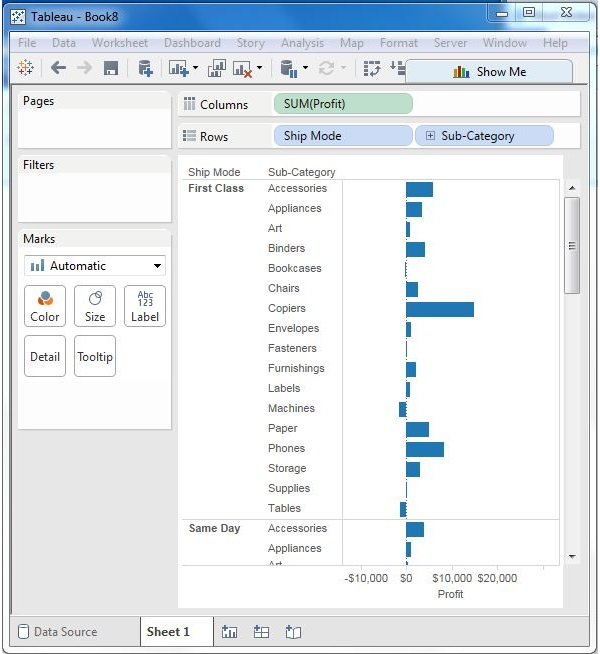 Tableau - Book8
File Data Worksheet Dashboard Story Analysis Map Format Server Window Help
Show Me
Pages
Columns SUM(Profit)
Rows Ship Mode Sub-Category
Filters
Marks
Automatic
Color Size Abc 123 Label
Detail Tooltip
Ship Mode Sub-Category
First Class Accessories
Appliances
Art
Binders
Bookcases
Chairs
Copiers
Envelopes
Fasteners
Furnishings
Labels
Machines
Paper
Phones
Storage
Supplies
Tables
Same Day Accessories
Appliances
Art
-$10,000 $0 $10,000 $20,000
Profit
Data Source Sheet 1